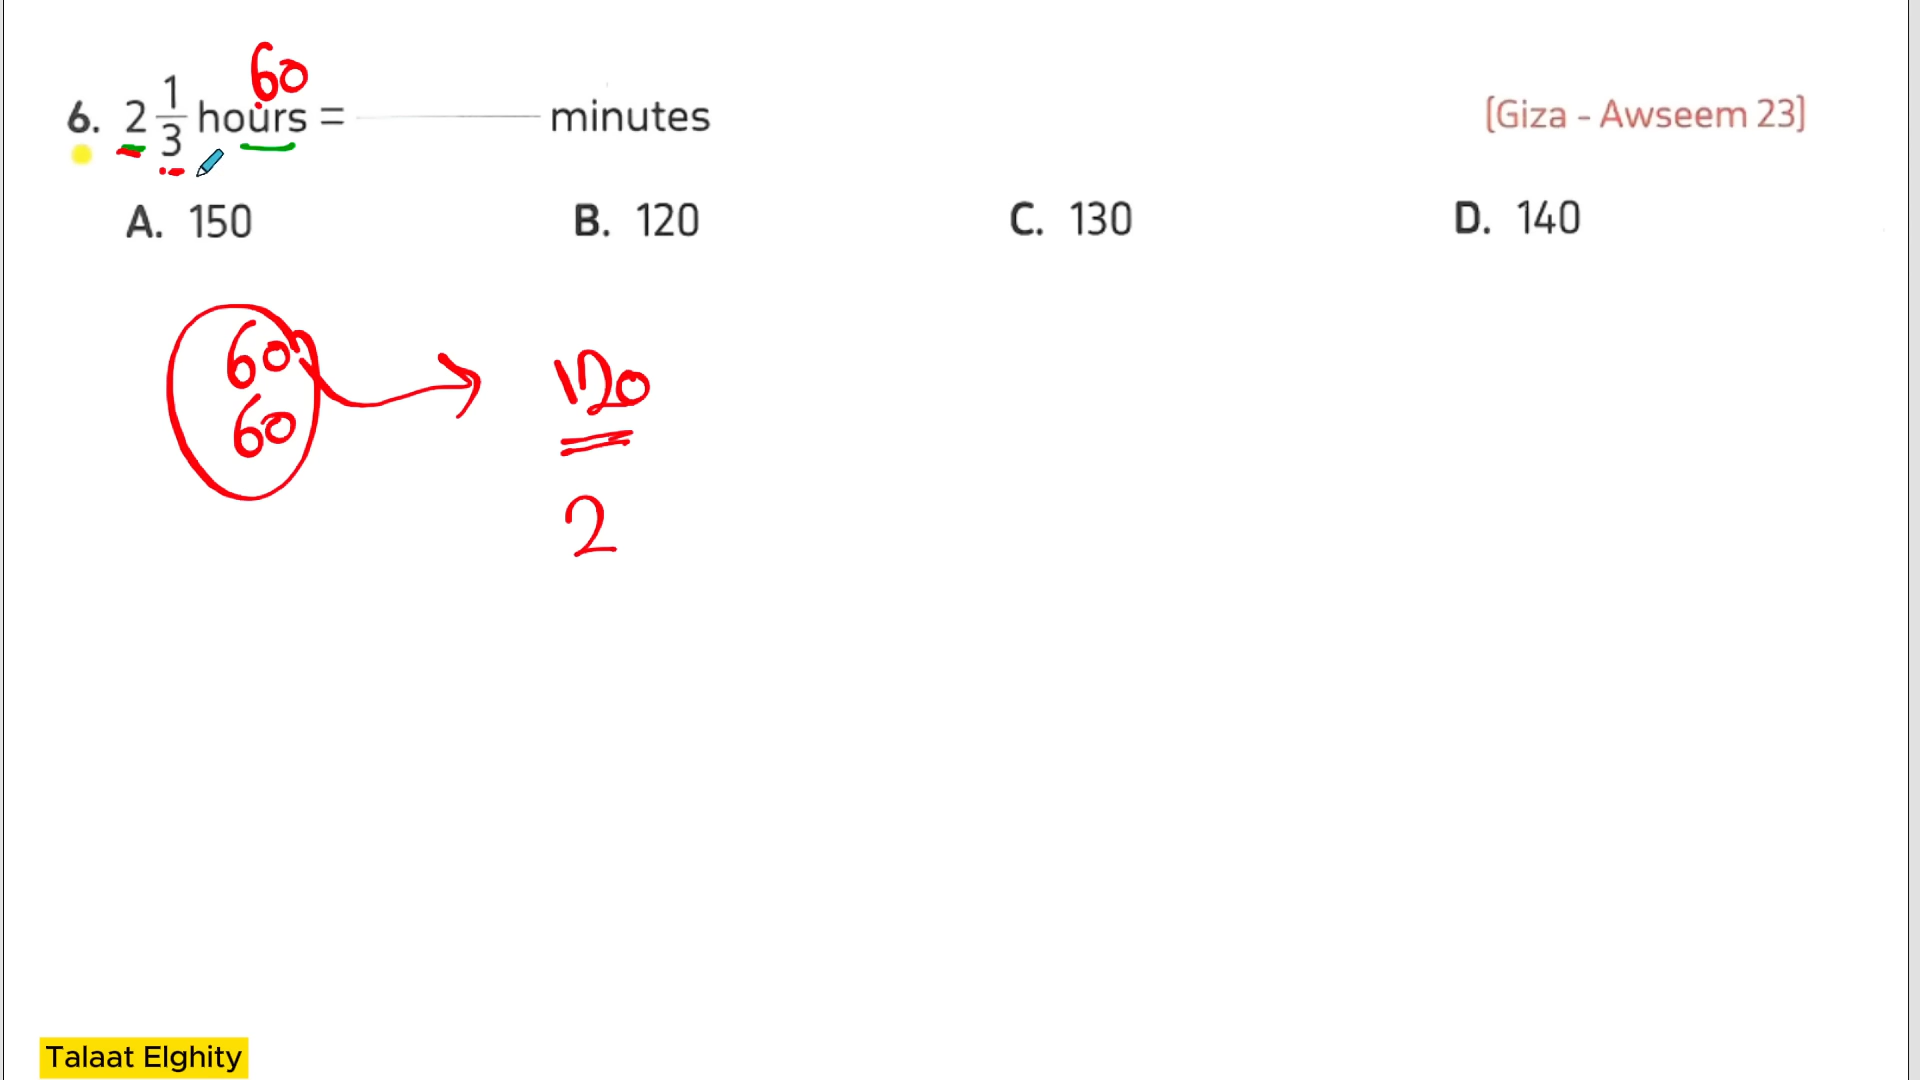 60
6. 2 1/3 hours = ________ minutes [Giza - Awseem 23]
A. 150 B. 120 C. 130 D. 140
60
60
120
2
Talaat Elghity